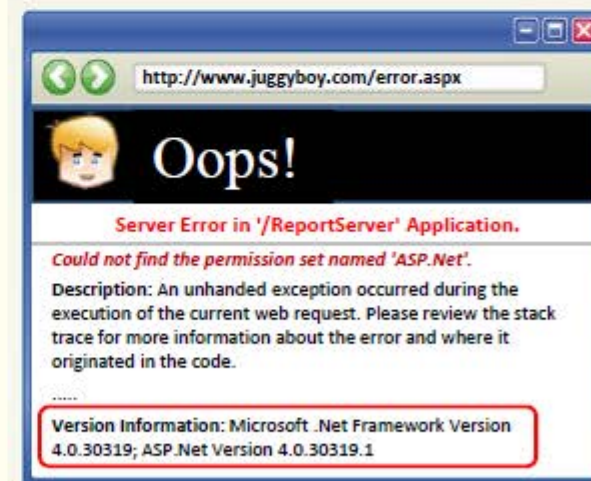 http://www.juggyboy.com/error.aspx
Oops!
Server Error in '/ReportServer' Application.
Could not find the permission set named 'ASP.Net'.
Description: An unhanded exception occurred during the
execution of the current web request. Please review the stack
trace for more information about the error and where it
originated in the code.
.....
Version Information: Microsoft .Net Framework Version
4.0.30319; ASP.Net Version 4.0.30319.1